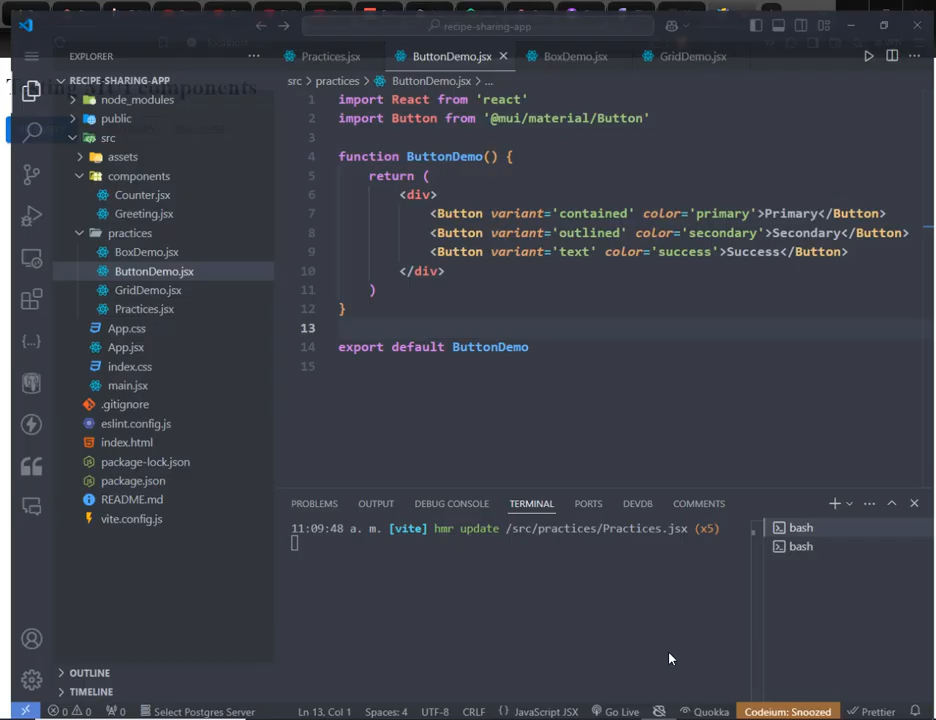 recipe-sharing-app
EXPLORER
Practices.jsx
ButtonDemo.jsx
BoxDemo.jsx
GridDemo.jsx
src > practices > ButtonDemo.jsx > ...
RECIPE-SHARING-APP
node_modules
public
src
assets
components
Counter.jsx
Greeting.jsx
practices
BoxDemo.jsx
ButtonDemo.jsx
GridDemo.jsx
Practices.jsx
App.css
App.jsx
index.css
main.jsx
.gitignore
eslint.config.js
index.html
package-lock.json
package.json
README.md
vite.config.js
OUTLINE
TIMELINE
1 import React from 'react'
2 import Button from '@mui/material/Button'
3
4 function ButtonDemo() {
5 return (
6 <div>
7 <Button variant='contained' color='primary'>Primary</Button>
8 <Button variant='outlined' color='secondary'>Secondary</Button>
9 <Button variant='text' color='success'>Success</Button>
10 </div>
11 )
12 }
13
14 export default ButtonDemo
15
PROBLEMS OUTPUT DEBUG CONSOLE TERMINAL PORTS DEVDB COMMENTS
11:09:48 a. m. [vite] hmr update /src/practices/Practices.jsx (x5)
bash
bash
0 0 0 Select Postgres Server Ln 13, Col 1 Spaces: 4 UTF-8 CRLF {} JavaScript JSX Go Live Quokka Codeium: Snoozed Prettier